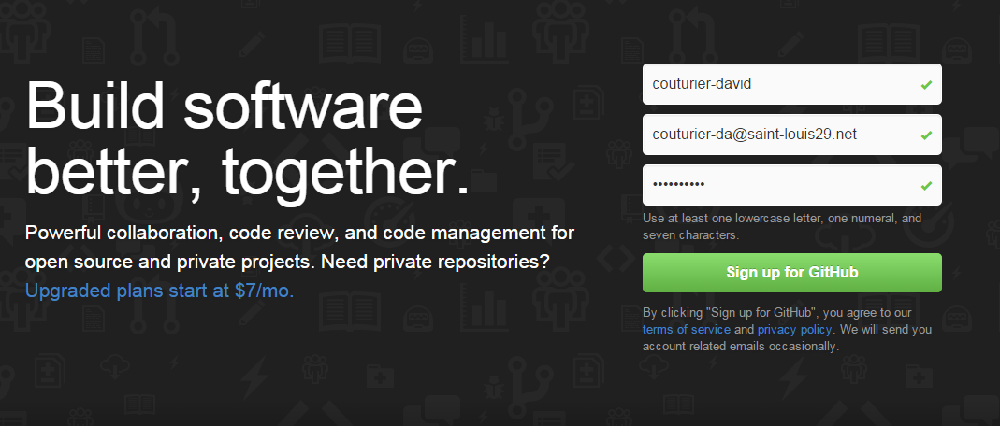 Build software
better, together.
Powerful collaboration, code review, and code management for
open source and private projects. Need private repositories?
Upgraded plans start at $7/mo.
couturier-david
couturier-da@saint-louis29.net
••••••••••
Use at least one lowercase letter, one numeral, and
seven characters.
Sign up for GitHub
By clicking "Sign up for GitHub", you agree to our
terms of service and privacy policy. We will send you
account related emails occasionally.